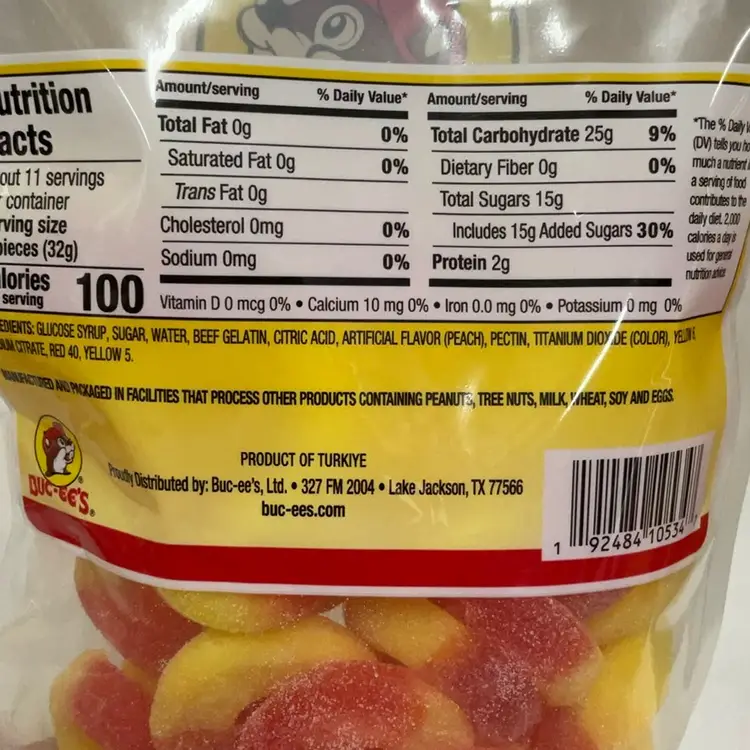 utrition
acts
out 11 servings
container
rving size
pieces (32g)
lories
serving
100
Amount/serving % Daily Value*
Total Fat 0g 0%
Saturated Fat 0g 0%
Trans Fat 0g
Cholesterol 0mg 0%
Sodium 0mg 0%
Amount/serving % Daily Value*
Total Carbohydrate 25g 9%
Dietary Fiber 0g 0%
Total Sugars 15g
Includes 15g Added Sugars 30%
Protein 2g
Vitamin D 0 mcg 0% • Calcium 10 mg 0% • Iron 0.0 mg 0% • Potassium 0 mg 0%
*The % Daily V
(DV) tells you ho
much a nutrient
a serving of food
contributes to the
daily diet. 2,000
calories a day is
used for general
nutrition advice.
EDIENTS: GLUCOSE SYRUP, SUGAR, WATER, BEEF GELATIN, CITRIC ACID, ARTIFICIAL FLAVOR (PEACH), PECTIN, TITANIUM DIOXIDE (COLOR), YELLOW 6,
UM CITRATE, RED 40, YELLOW 5.
MANUFACTURED AND PACKAGED IN FACILITIES THAT PROCESS OTHER PRODUCTS CONTAINING PEANUTS, TREE NUTS, MILK, WHEAT, SOY AND EGGS.
BUC-EE'S®
PRODUCT OF TURKIYE
Proudly Distributed by: Buc-ee's, Ltd. • 327 FM 2004 • Lake Jackson, TX 77566
buc-ees.com
1 92484 10534